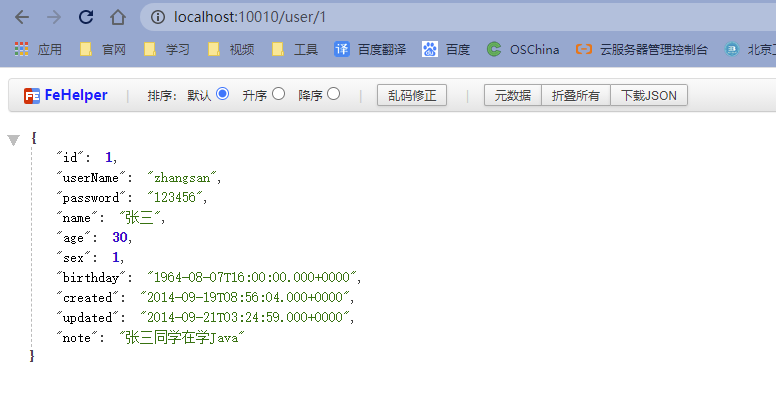 localhost:10010/user/1
应用 官网 学习 视频 工具 译 百度翻译 百度 OSChina 云服务器管理控制台 北京工
FE FeHelper 排序: 默认 升序 降序 乱码修正 元数据 折叠所有 下载JSON
{
"id": 1,
"userName": "zhangsan",
"password": "123456",
"name": "张三",
"age": 30,
"sex": 1,
"birthday": "1964-08-07T16:00:00.000+0000",
"created": "2014-09-19T08:56:04.000+0000",
"updated": "2014-09-21T03:24:59.000+0000",
"note": "张三同学在学Java"
}